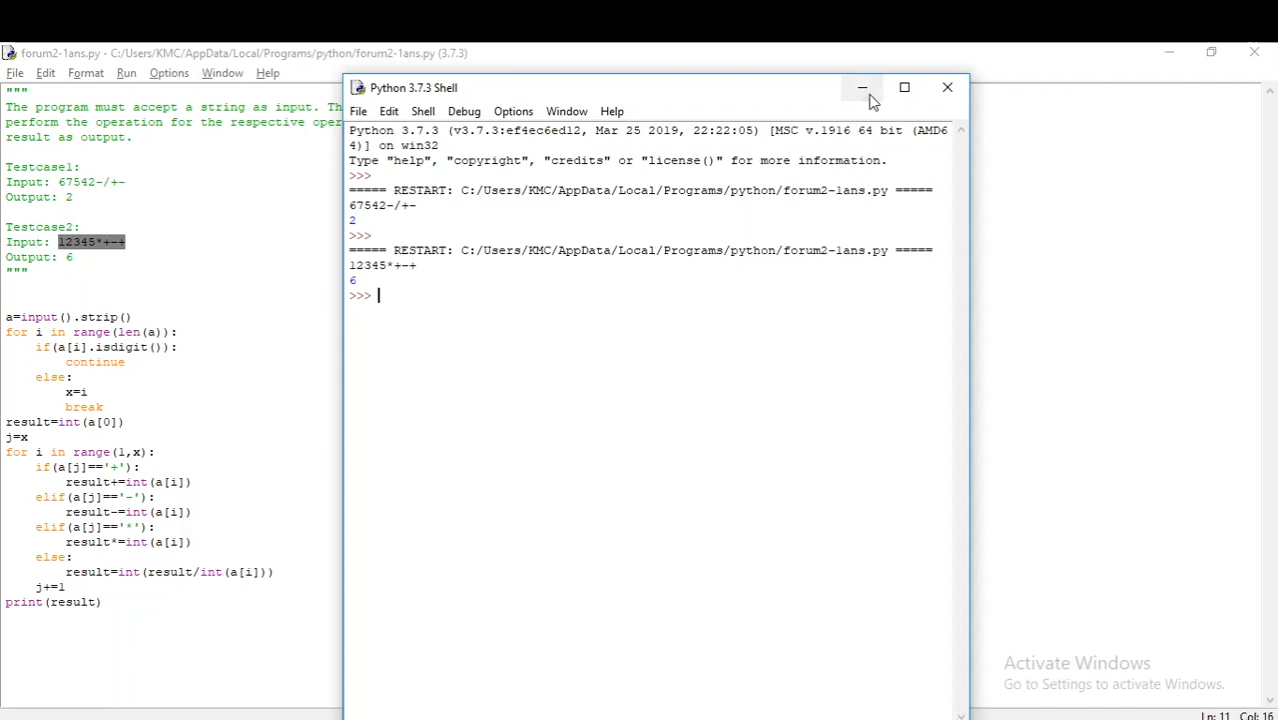 forum2-1ans.py - C:/Users/KMC/AppData/Local/Programs/python/forum2-1ans.py (3.7.3)
File Edit Format Run Options Window Help
"""
The program must accept a string as input. Th
perform the operation for the respective oper
result as output.
Testcase1:
Input: 67542-/+-
Output: 2
Testcase2:
Input: 12345*+-+
Output: 6
"""
a=input().strip()
for i in range(len(a)):
    if(a[i].isdigit()):
        continue
    else:
        x=i
        break
result=int(a[0])
j=x
for i in range(1,x):
    if(a[j]=='+'):
        result+=int(a[i])
    elif(a[j]=='-'):
        result-=int(a[i])
    elif(a[j]=='*'):
        result*=int(a[i])
    else:
        result=int(result/int(a[i]))
    j+=1
print(result)
Python 3.7.3 Shell
File Edit Shell Debug Options Window Help
Python 3.7.3 (v3.7.3:ef4ec6ed12, Mar 25 2019, 22:22:05) [MSC v.1916 64 bit (AMD6
4)] on win32
Type "help", "copyright", "credits" or "license()" for more information.
>>>
===== RESTART: C:/Users/KMC/AppData/Local/Programs/python/forum2-1ans.py =====
67542-/+-
2
>>>
===== RESTART: C:/Users/KMC/AppData/Local/Programs/python/forum2-1ans.py =====
12345*+-+
6
>>>
Activate Windows
Go to Settings to activate Windows.
Ln: 11 Col: 16